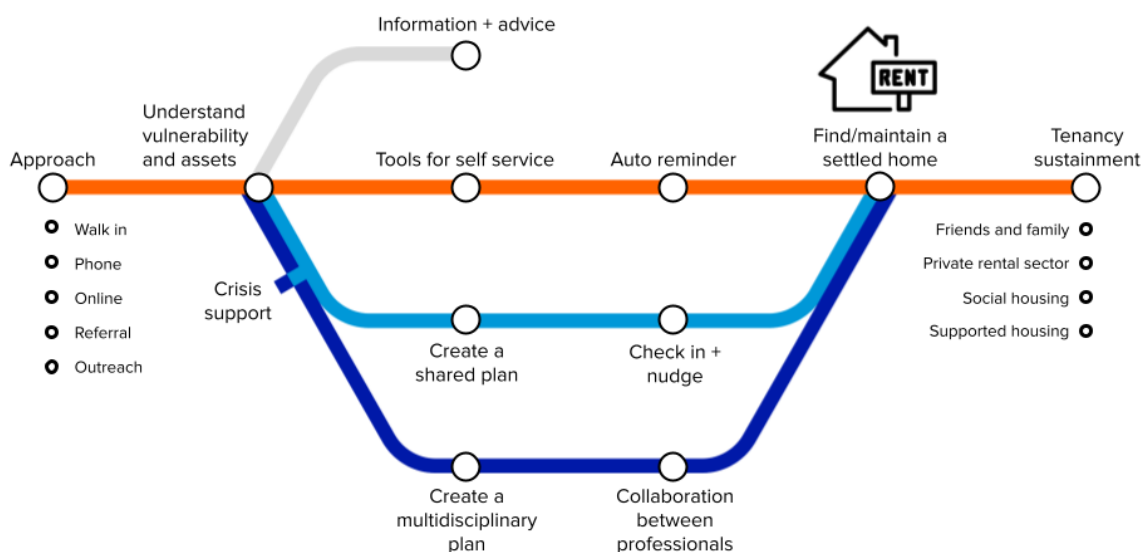 Information + advice
RENT
Understand
vulnerability
and assets
Approach
Tools for self service
Auto reminder
Find/maintain a
settled home
Tenancy
sustainment
Walk in
Phone
Online
Referral
Outreach
Crisis
support
Create a
shared plan
Check in +
nudge
Friends and family
Private rental sector
Social housing
Supported housing
Create a
multidisciplinary
plan
Collaboration
between
professionals